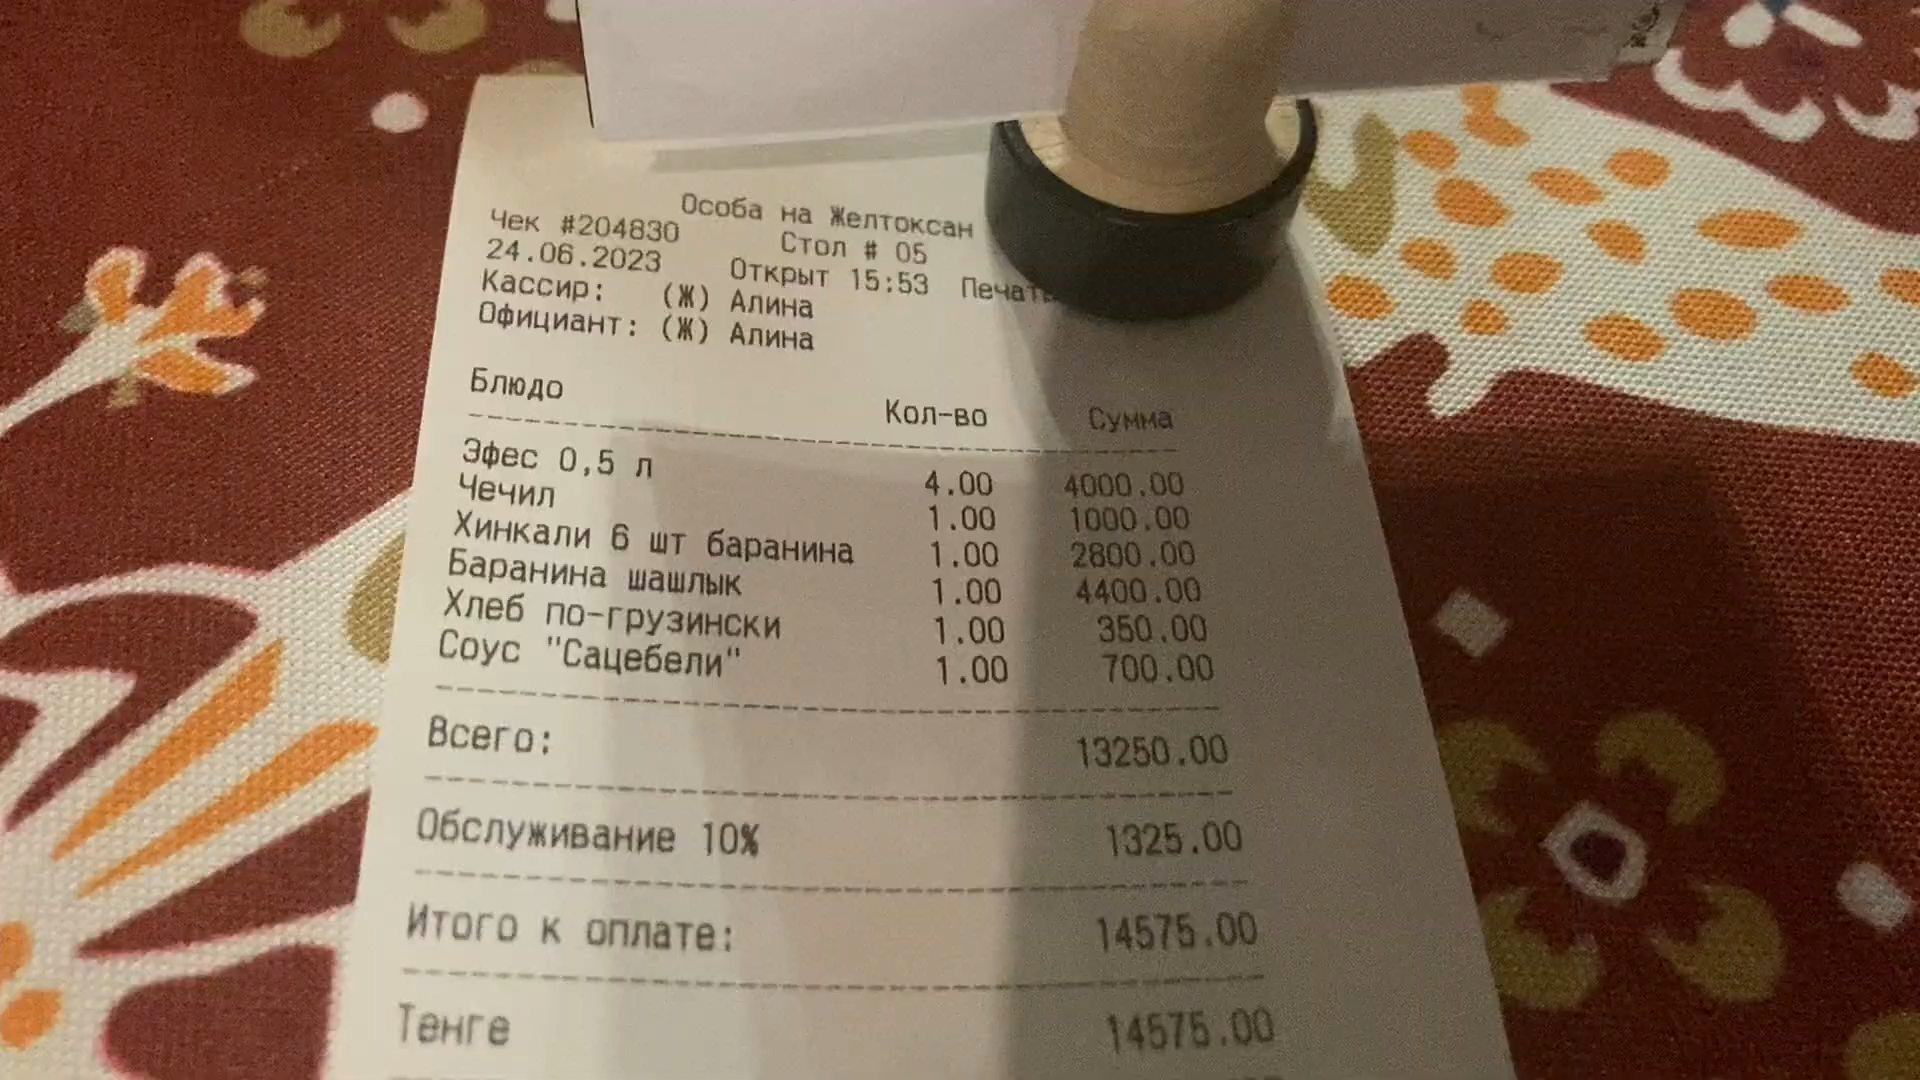 Особа на Желтоксан
Чек #204830 Стол # 05
24.06.2023 Открыт 15:53
Кассир: (Ж) Алина
Официант: (Ж) Алина
Блюдо Кол-во Сумма
Эфес 0,5 л 4.00 4000.00
Чечил 1.00 1000.00
Хинкали 6 шт баранина 1.00 2800.00
Баранина шашлык 1.00 4400.00
Хлеб по-грузински 1.00 350.00
Соус "Сацебели" 1.00 700.00
Всего: 13250.00
Обслуживание 10% 1325.00
Итого к оплате: 14575.00
Тенге 14575.00